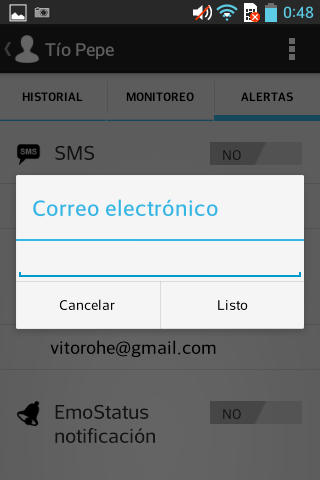 0:48
Tío Pepe
HISTORIAL
MONITOREO
ALERTAS
SMS
SMS
NO
Correo electrónico
Cancelar
Listo
vitorohe@gmail.com
EmoStatus
notificación
NO